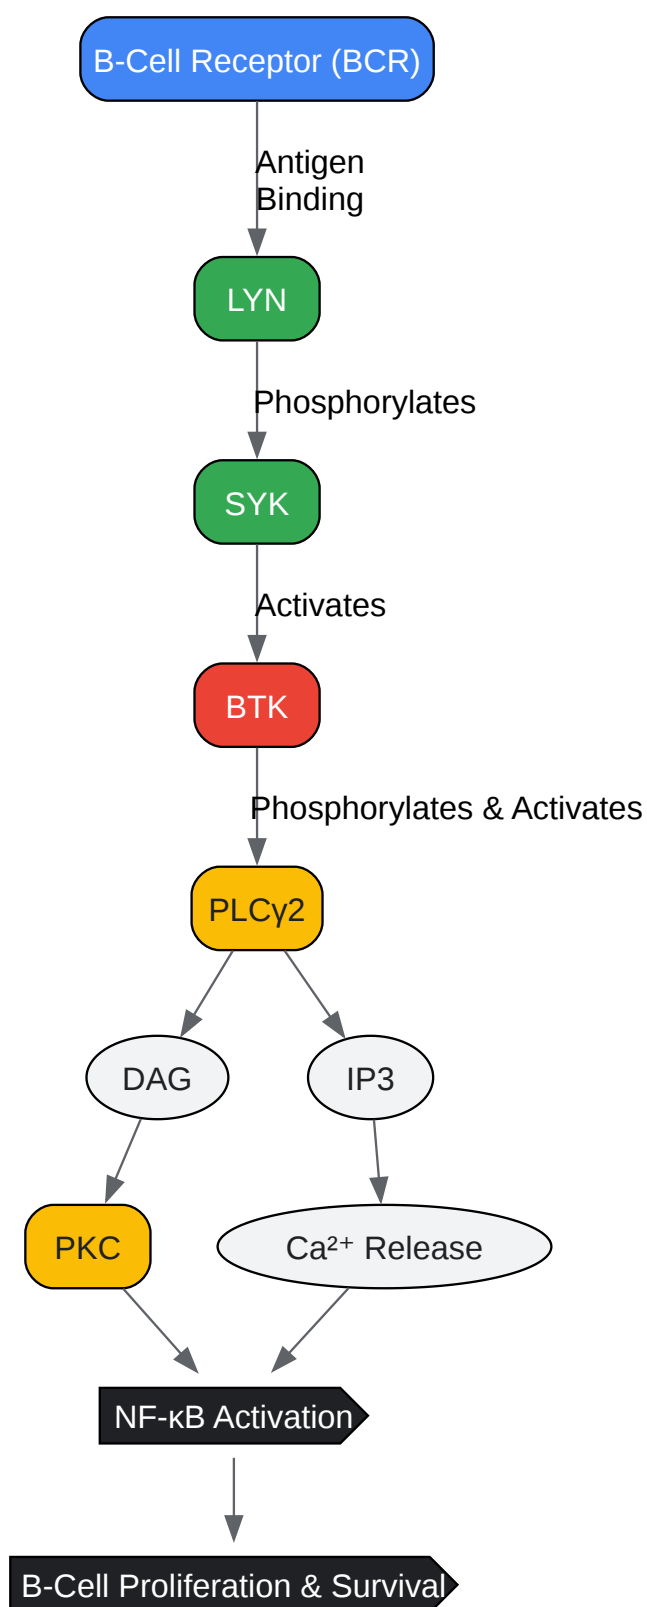 B-Cell Receptor (BCR)
Antigen
Binding
LYN
Phosphorylates
SYK
Activates
BTK
Phosphorylates & Activates
PLCγ2
DAG
IP3
PKC
Ca²⁺ Release
NF-κB Activation
B-Cell Proliferation & Survival